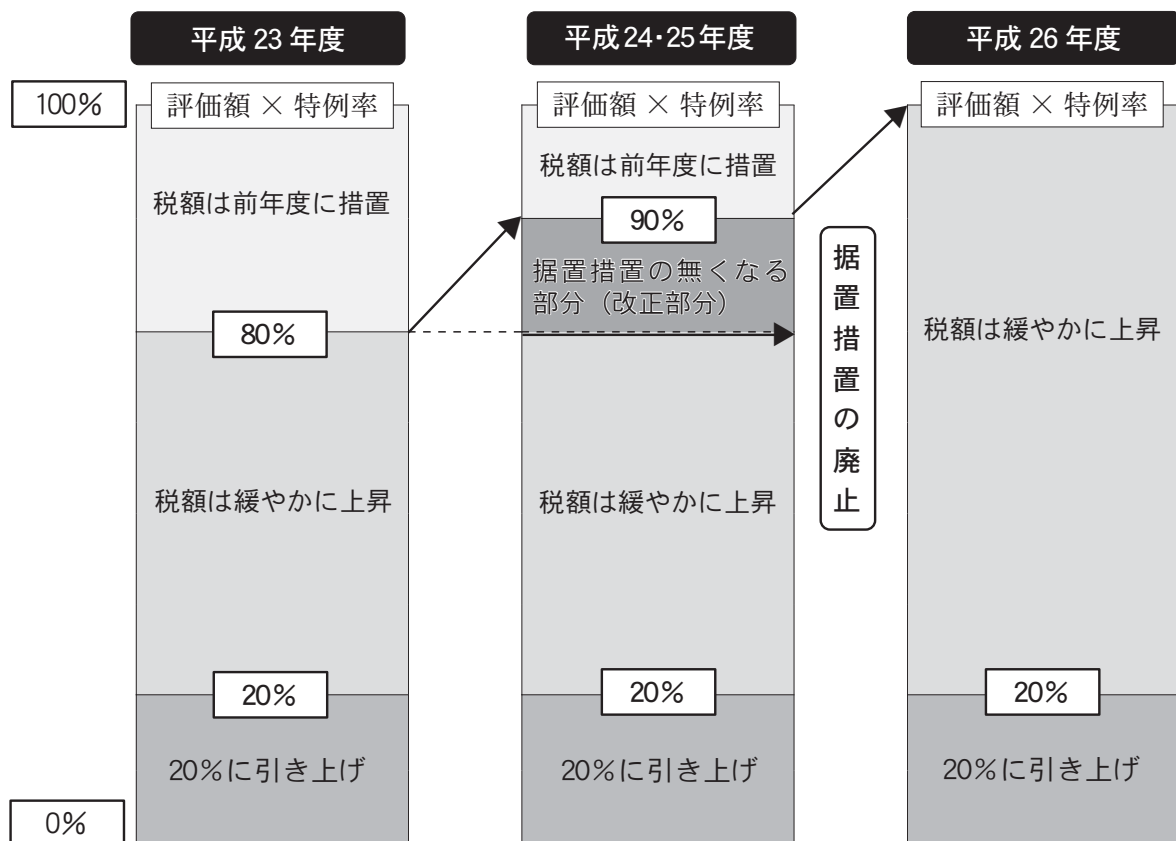 平成 23 年度
平成24・25年度
平成 26 年度
100%
評価額 × 特例率
評価額 × 特例率
評価額 × 特例率
税額は前年度に措置
税額は前年度に措置
90%
据置措置の無くなる
部分（改正部分）
80%
据置措置の廃止
税額は緩やかに上昇
税額は緩やかに上昇
税額は緩やかに上昇
20%
20%
20%
20%に引き上げ
20%に引き上げ
20%に引き上げ
0%